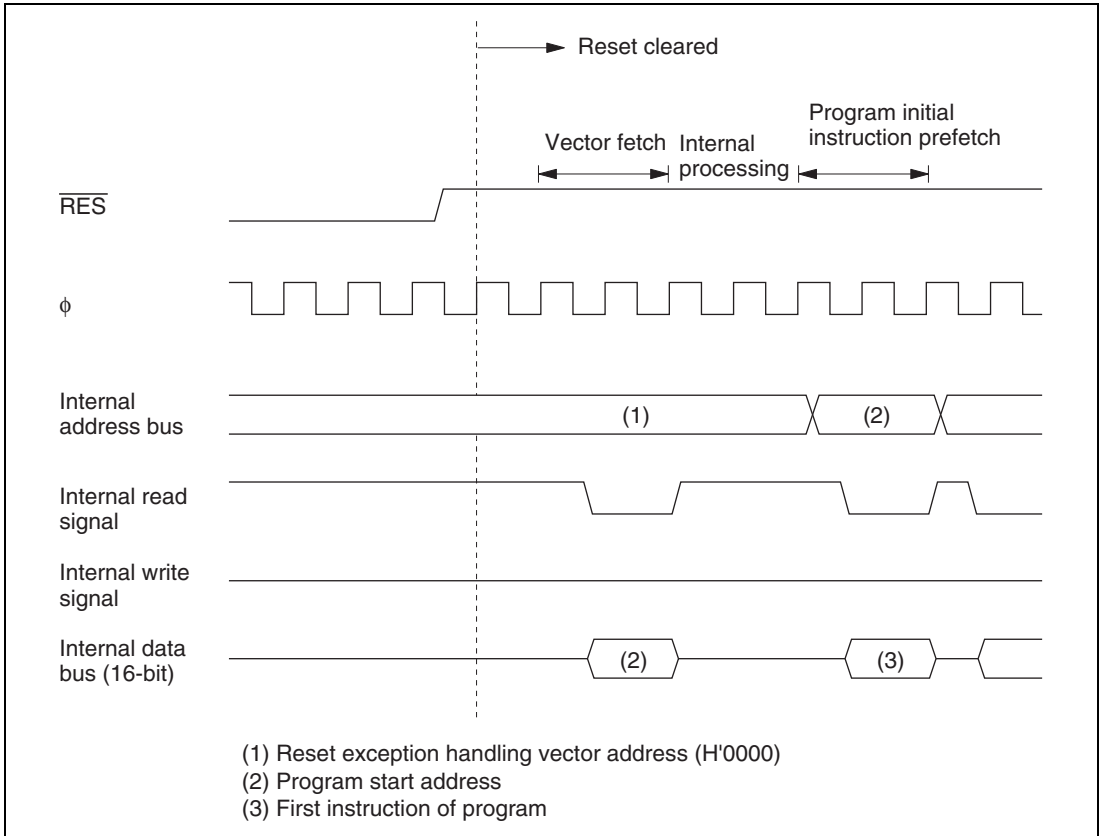 Reset cleared
Program initial
instruction prefetch
Vector fetch
Internal
processing
RES
ϕ
Internal
address bus
(1)
(2)
Internal read
signal
Internal write
signal
Internal data
bus (16-bit)
(2)
(3)
(1) Reset exception handling vector address (H'0000)
(2) Program start address
(3) First instruction of program